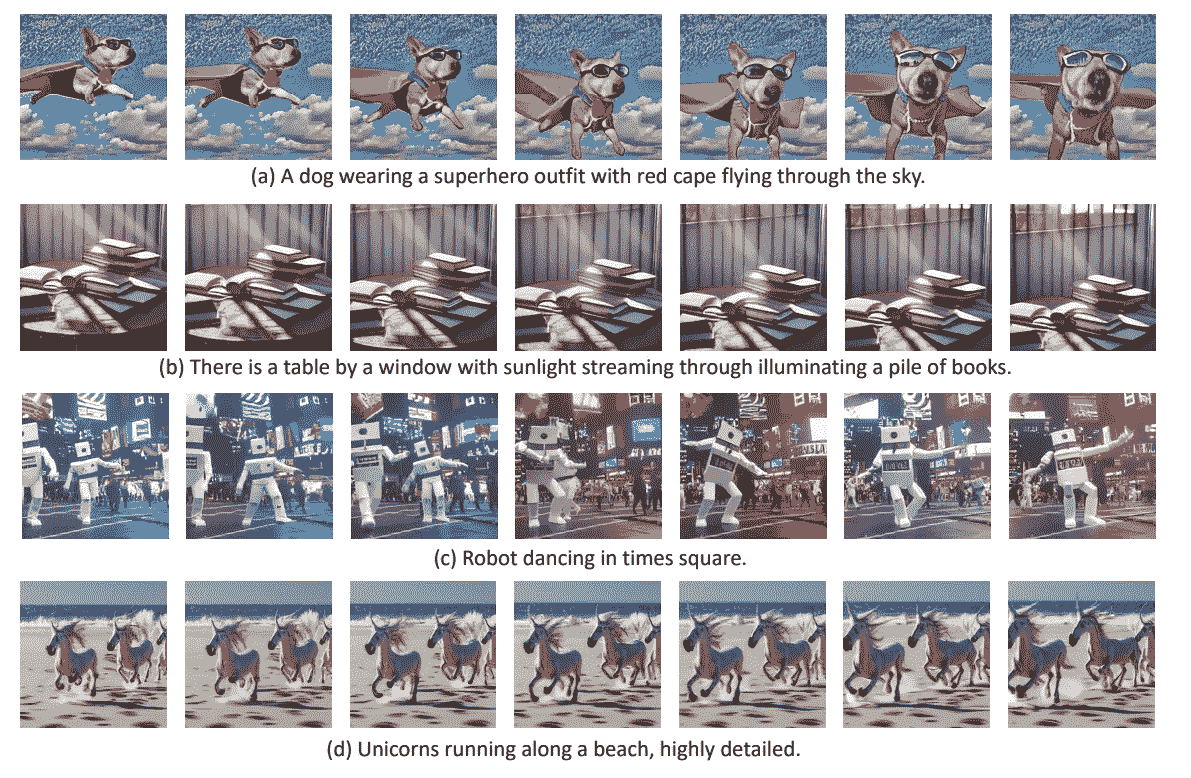 (a) A dog wearing a superhero outfit with red cape flying through the sky.
(b) There is a table by a window with sunlight streaming through illuminating a pile of books.
(c) Robot dancing in times square.
(d) Unicorns running along a beach, highly detailed.